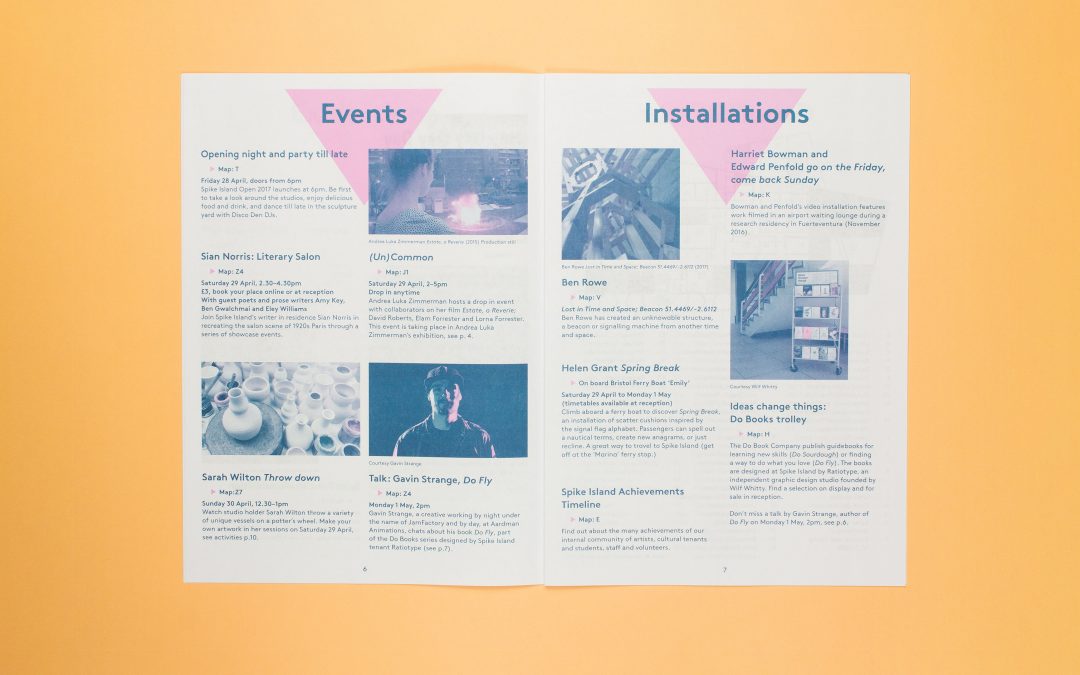 Events
Opening night and party till late
Map: T
Friday 28 April, doors from 6pm
Spike Island Open 2017 launches at 6pm. Be first
to take a look around the studios, enjoy delicious
food and drink, and dance till late in the sculpture
yard with Disco Den DJs.
Sian Norris: Literary Salon
Map: Z4
Saturday 29 April, 2.30–4.30pm
£3, book your place online or at reception
With guest poets and prose writers Amy Key,
Ben Gwalchmai and Eley Williams
Join Spike Island's writer in residence Sian Norris in
recreating the salon scene of 1920s Paris through a
series of showcase events.
Sarah Wilton Throw down
Map: Z7
Sunday 30 April, 12.30–1pm
Watch studio holder Sarah Wilton throw a variety
of unique vessels on a potter's wheel. Make your
own artwork in her sessions on Saturday 29 April,
see activities p.10.
Andrea Luka Zimmerman Estate, a Reverie (2015) Production still
(Un)Common
Map: J1
Saturday 29 April, 2–5pm
Drop in anytime
Andrea Luka Zimmerman hosts a drop in event
with collaborators on her film Estate, a Reverie,
David Roberts, Elam Forrester and Lorna Forrester.
This event is taking place in Andrea Luka
Zimmerman's exhibition, see p. 4.
Courtesy Gavin Strange
Talk: Gavin Strange, Do Fly
Map: Z4
Monday 1 May, 2pm
Gavin Strange, a creative working by night under
the name of JamFactory and by day, at Aardman
Animations, chats about his book Do Fly, part
of the Do Books series designed by Spike Island
tenant Ratiotype (see p.7).
6
Installations
Ben Rowe Lost in Time and Space; Beacon 51.4469/-2.6112 (2017)
Ben Rowe
Map: V
Lost in Time and Space; Beacon 51.4469/-2.6112
Ben Rowe has created an unknowable structure,
a beacon or signalling machine from another time
and space.
Helen Grant Spring Break
On board Bristol Ferry Boat 'Emily'
Saturday 29 April to Monday 1 May
(timetables available at reception)
Climb aboard a ferry boat to discover Spring Break,
an installation of scatter cushions inspired by
the signal flag alphabet. Passengers can spell out
a nautical terms, create new anagrams, or just
recline. A great way to travel to Spike Island (get
off at the 'Marina' ferry stop.)
Spike Island Achievements
Timeline
Map: E
Find out about the many achievements of our
internal community of artists, cultural tenants
and students, staff and volunteers.
Harriet Bowman and
Edward Penfold go on the Friday,
come back Sunday
Map: K
Bowman and Penfold's video installation features
work filmed in an airport waiting lounge during a
research residency in Fuerteventura (November
2016).
Courtesy Wilf Whitty
Ideas change things:
Do Books trolley
Map: H
The Do Book Company publish guidebooks for
learning new skills (Do Sourdough) or finding
a way to do what you love (Do Fly). The books
are designed at Spike Island by Ratiotype, an
independent graphic design studio founded by
Wilf Whitty. Find a selection on display and for
sale in reception.
Don't miss a talk by Gavin Strange, author of
Do Fly on Monday 1 May, 2pm, see p.6.
7